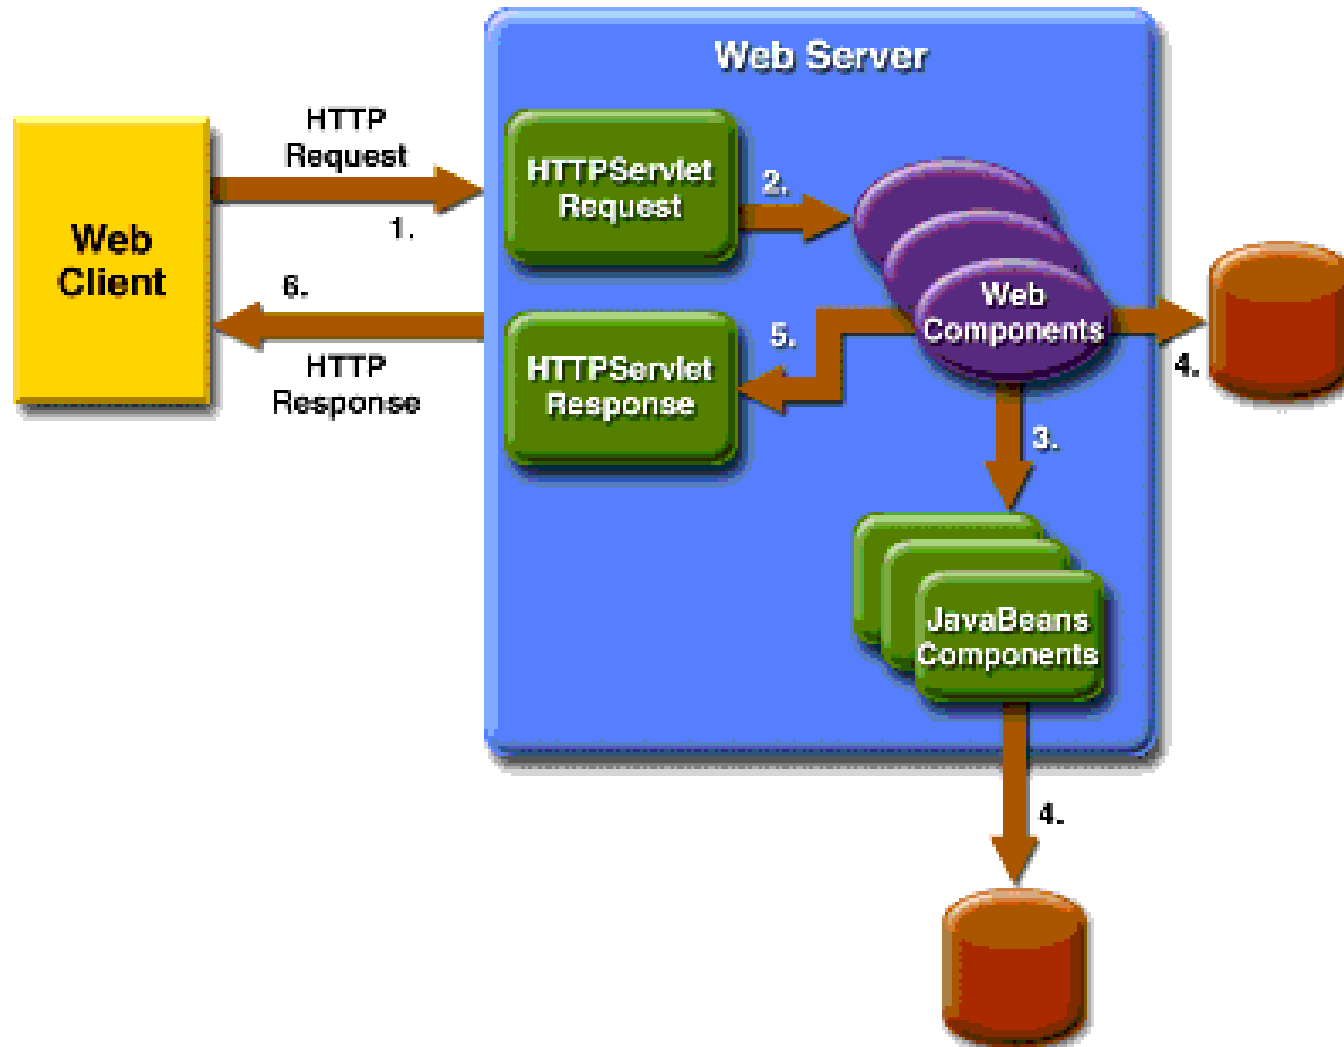 Web Server
HTTP
Request
1.
Web
Client
6.
HTTP
Response
HTTPServlet
Request
2.
HTTPServlet
Response
5.
Web
Components
4.
3.
JavaBeans
Components
4.